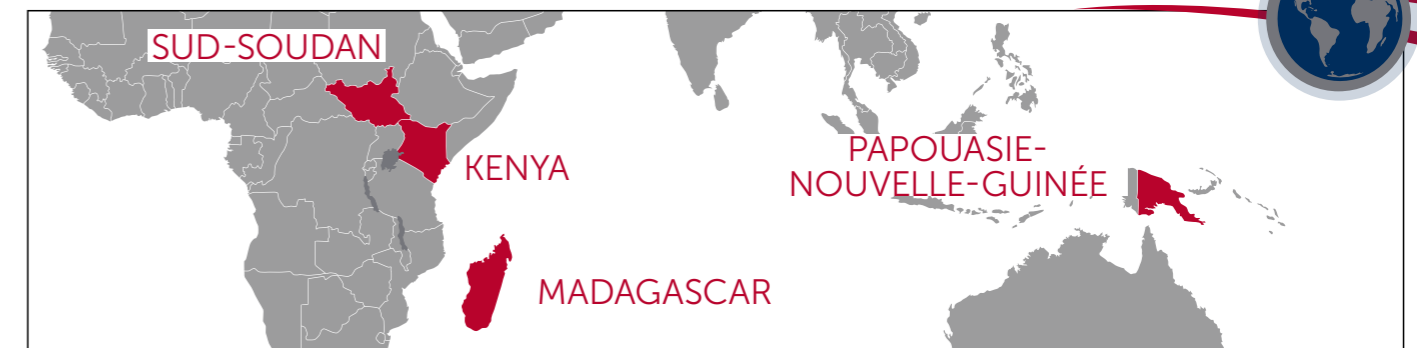 SUD-SOUDAN
KENYA
PAPOUASIE-
NOUVELLE-GUINÉE
MADAGASCAR